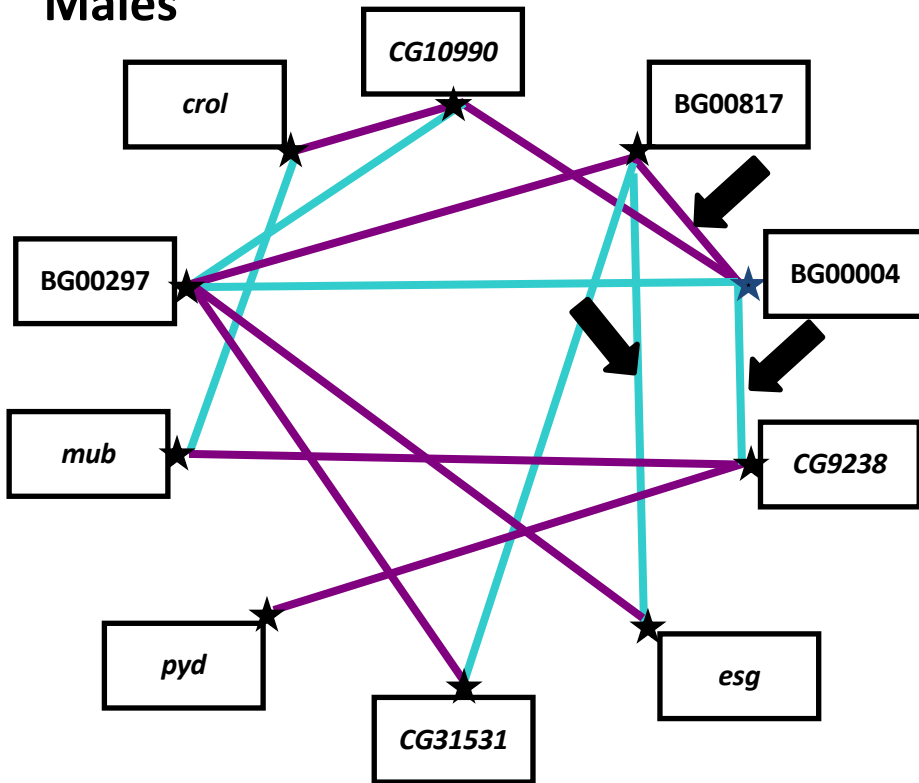 Males
CG10990
crol
BG00817
BG00297
BG00004
mub
CG9238
pyd
esg
CG31531